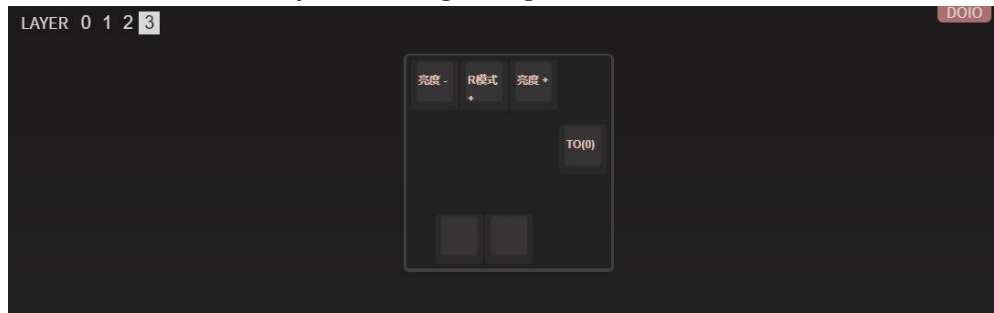 LAYER 0 1 2 3
DOIO
亮度 -
R模式
+
亮度 +
TO(0)